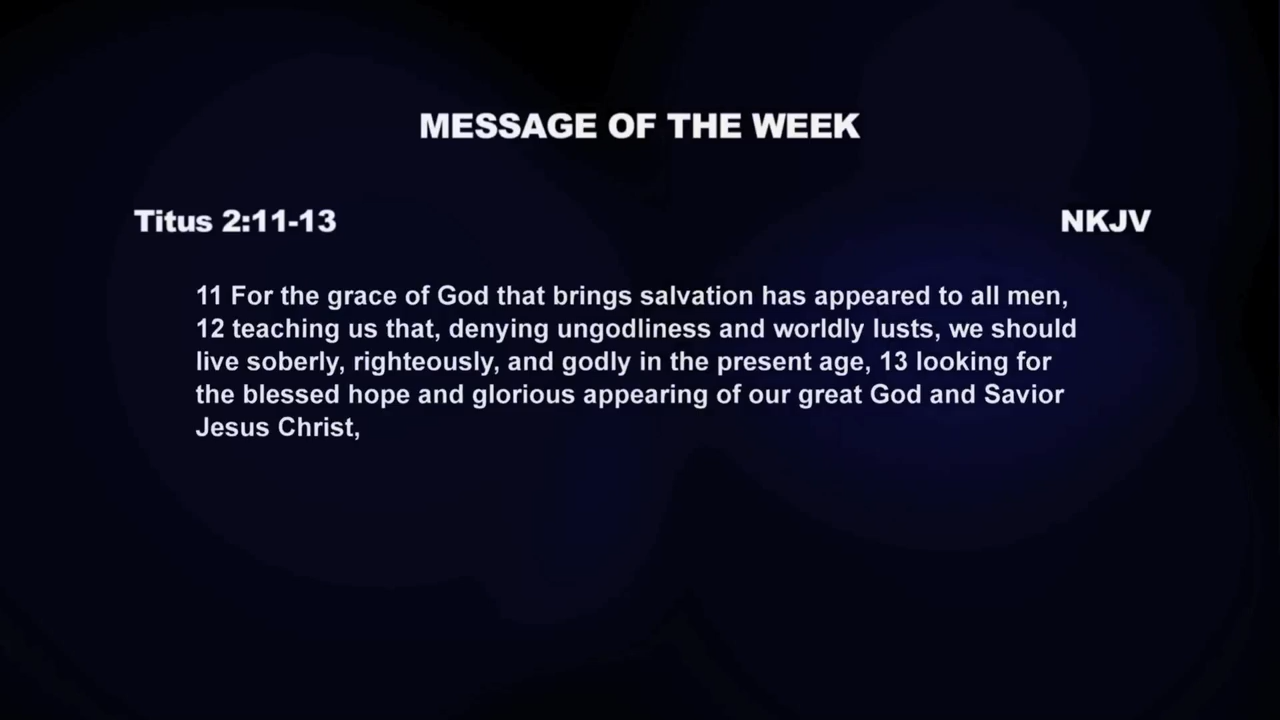 MESSAGE OF THE WEEK
Titus 2:11-13 NKJV
11 For the grace of God that brings salvation has appeared to all men,
12 teaching us that, denying ungodliness and worldly lusts, we should
live soberly, righteously, and godly in the present age, 13 looking for
the blessed hope and glorious appearing of our great God and Savior
Jesus Christ,